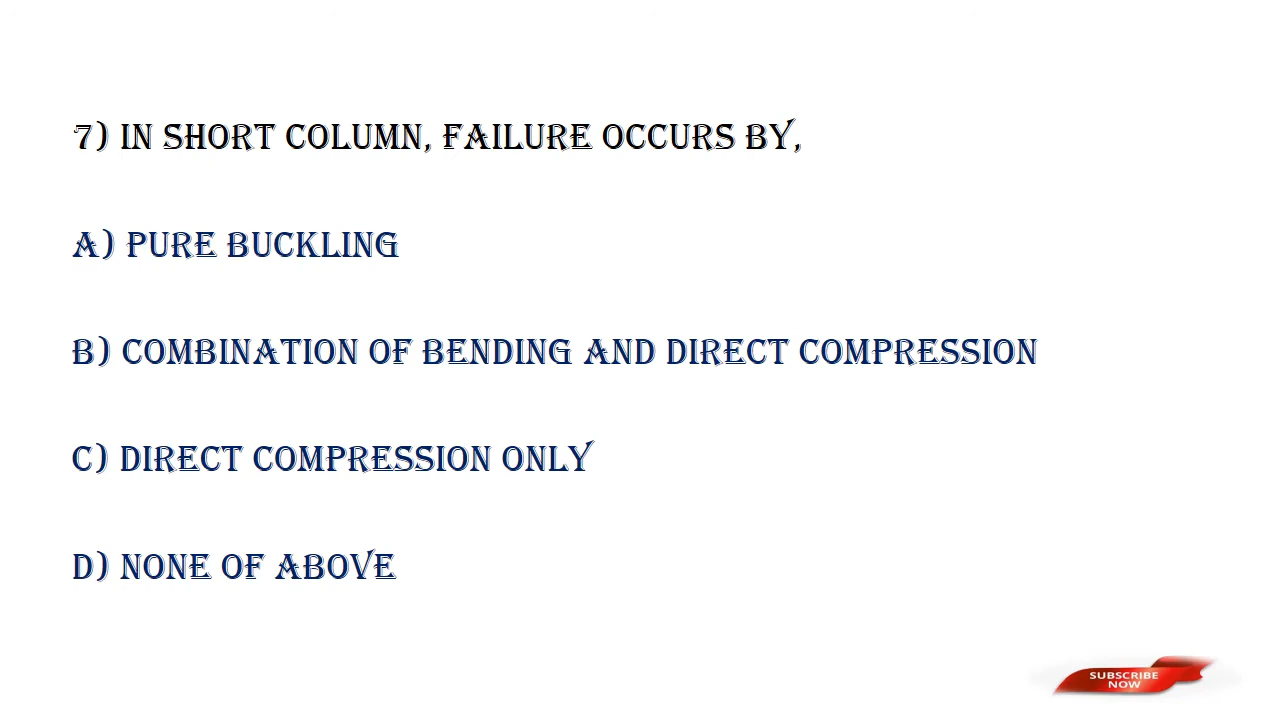 7) IN SHORT COLUMN, FAILURE OCCURS BY,
A) PURE BUCKLING
B) COMBINATION OF BENDING AND DIRECT COMPRESSION
C) DIRECT COMPRESSION ONLY
D) NONE OF ABOVE
SUBSCRIBE
NOW